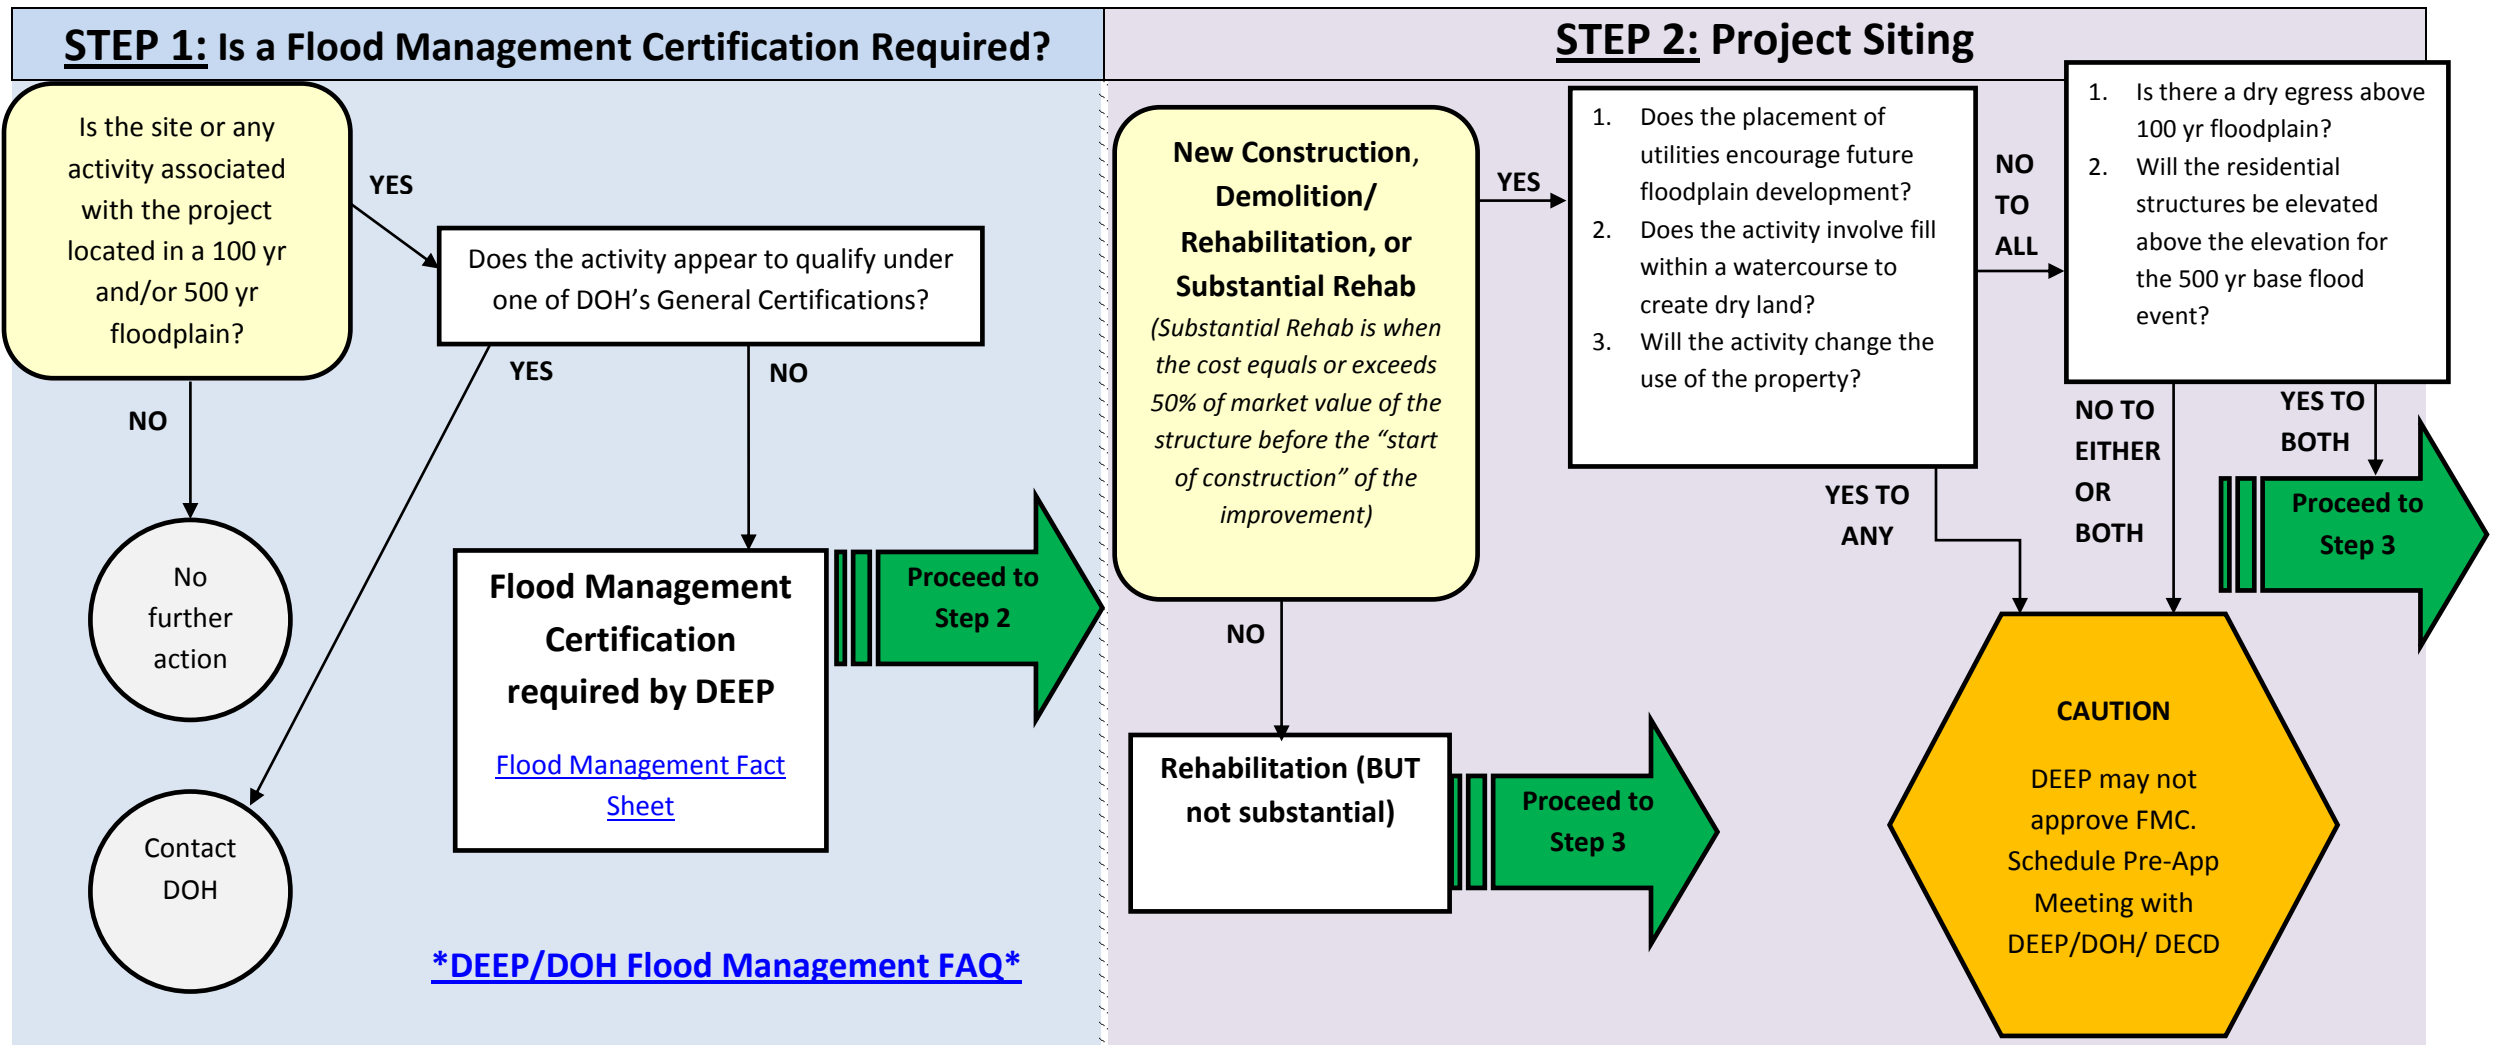 STEP 1: Is a Flood Management Certification Required?
Is the site or any
activity associated
with the project
located in a 100 yr
and/or 500 yr
floodplain?
YES
NO
Does the activity appear to qualify under
one of DOH’s General Certifications?
YES
NO
No
further
action
Contact
DOH
Flood Management
Certification
required by DEEP
Flood Management Fact
Sheet
Proceed to
Step 2
*DEEP/DOH Flood Management FAQ*
STEP 2: Project Siting
New Construction,
Demolition/
Rehabilitation, or
Substantial Rehab
(Substantial Rehab is when
the cost equals or exceeds
50% of market value of the
structure before the “start
of construction” of the
improvement)
YES
NO
1. Does the placement of
utilities encourage future
floodplain development?
2. Does the activity involve fill
within a watercourse to
create dry land?
3. Will the activity change the
use of the property?
NO
TO
ALL
YES TO
ANY
1. Is there a dry egress above
100 yr floodplain?
2. Will the residential
structures be elevated
above the elevation for
the 500 yr base flood
event?
NO TO
EITHER
OR
BOTH
YES TO
BOTH
Proceed to
Step 3
Rehabilitation (BUT
not substantial)
Proceed to
Step 3
CAUTION
DEEP may not
approve FMC.
Schedule Pre-App
Meeting with
DEEP/DOH/ DECD